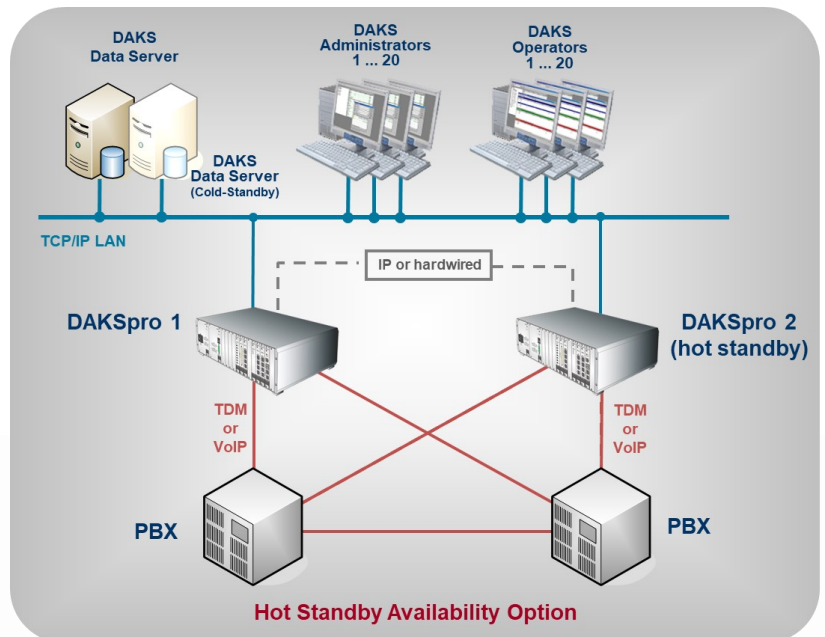 DAKS
Data Server
DAKS
Administrators
1 ... 20
DAKS
Operators
1 ... 20
DAKS
Data Server
(Cold-Standby)
TCP/IP LAN
IP or hardwired
DAKSpro 1
DAKSpro 2
(hot standby)
TDM
or
VoIP
TDM
or
VoIP
PBX
PBX
Hot Standby Availability Option